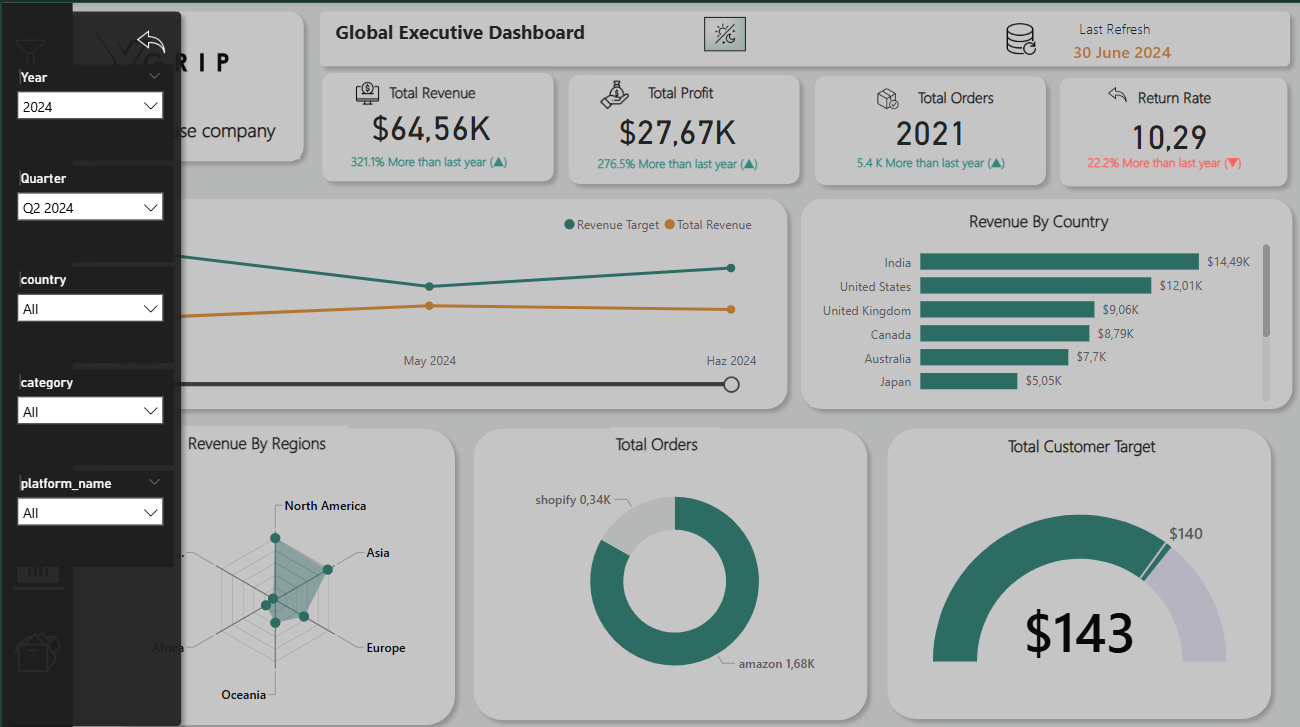 GRIP
ase company
Year
2024
Quarter
Q2 2024
country
All
category
All
platform_name
All
Global Executive Dashboard
Last Refresh
30 June 2024
Total Revenue
$64,56K
321.1% More than last year (▲)
Total Profit
$27,67K
276.5% More than last year (▲)
Total Orders
2021
5.4 K More than last year (▲)
Return Rate
10,29
22.2% More than last year (▼)
Revenue Target
Total Revenue
May 2024
Haz 2024
Revenue By Country
India $14,49K
United States $12,01K
United Kingdom $9,06K
Canada $8,79K
Australia $7,7K
Japan $5,05K
Revenue By Regions
North America
...
Asia
Africa
Europe
Oceania
Total Orders
shopify 0,34K
amazon 1,68K
Total Customer Target
$140
$143